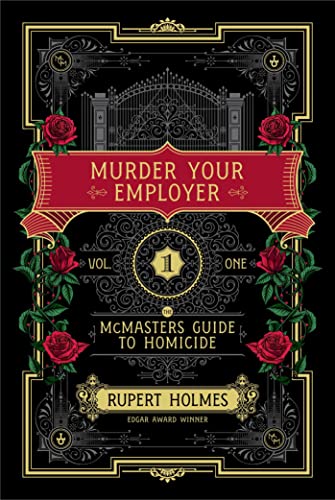 MURDER YOUR
EMPLOYER
VOL. 1 ONE
THE
McMASTERS GUIDE
TO HOMICIDE
RUPERT HOLMES
EDGAR AWARD WINNER